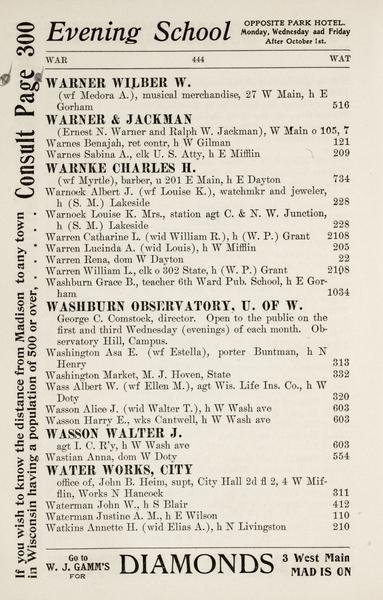 Evening School
OPPOSITE PARK HOTEL.
Monday, Wednesday aad Friday
After October 1st.
WAR 444 WAT
WARNER WILBER W.
(wf Medora A.), musical merchandise, 27 W Main, h E
Gorham 516
WARNER & JACKMAN
(Ernest N. Warner and Ralph W. Jackman), W Main o 105, 7
Warnes Benajah, ret contr, h W Gilman 121
Warnes Sabina A., clk U. S. Atty, h E Mifflin 209
WARNKE CHARLES H.
(wf Myrtle), barber, u 201 E Main, h E Dayton 734
Warnock Albert J. (wf Louise K.), watchmkr and jeweler,
h (S. M.) Lakeside 228
Warnock Louise K. Mrs., station agt C. & N. W. Junction,
h (S. M.) Lakeside 228
Warren Catharine L. (wid William R.), h (W. P.) Grant 2108
Warren Lucinda A. (wid Louis), h W Mifflin 205
Warren Rena, dom W Dayton 22
Warren William L., clk o 302 State, h (W. P.) Grant 2108
Washburn Grace B., teacher 6th Ward Pub. School, h E Gor-
ham 1034
WASHBURN OBSERVATORY, U. OF W.
George C. Comstock, director. Open to the public on the
first and third Wednesday (evenings) of each month. Ob-
servatory Hill, Campus.
Washington Asa E. (wf Estella), porter Buntman, h N
Henry 313
Washington Market, M. J. Hoven, State 332
Wass Albert W. (wf Ellen M.), agt Wis. Life Ins. Co., h W
Doty 320
Wasson Alice J. (wid Walter T.), h W Wash ave 603
Wasson Harry E., wks Cantwell, h W Wash ave 603
WASSON WALTER J.
agt I. C. R'y, h W Wash ave 603
Wastian Anna, dom W Doty 554
WATER WORKS, CITY
office of, John B. Heim, supt, City Hall 2d fl 2, 4 W Mif-
flin, Works N Hancock 311
Waterman John W., h S Blair 412
Waterman Justine A. M., h E Wilson 110
Watkins Annette H. (wid Elias A.), h N Livingston 210
Go to
W. J. GAMM'S
FOR
DIAMONDS
3 West Main
MAD IS ON
If you wish to know the distance from Madison to any town
in Wisconsin having a population of 500 or over, . . . . Consult Page 300